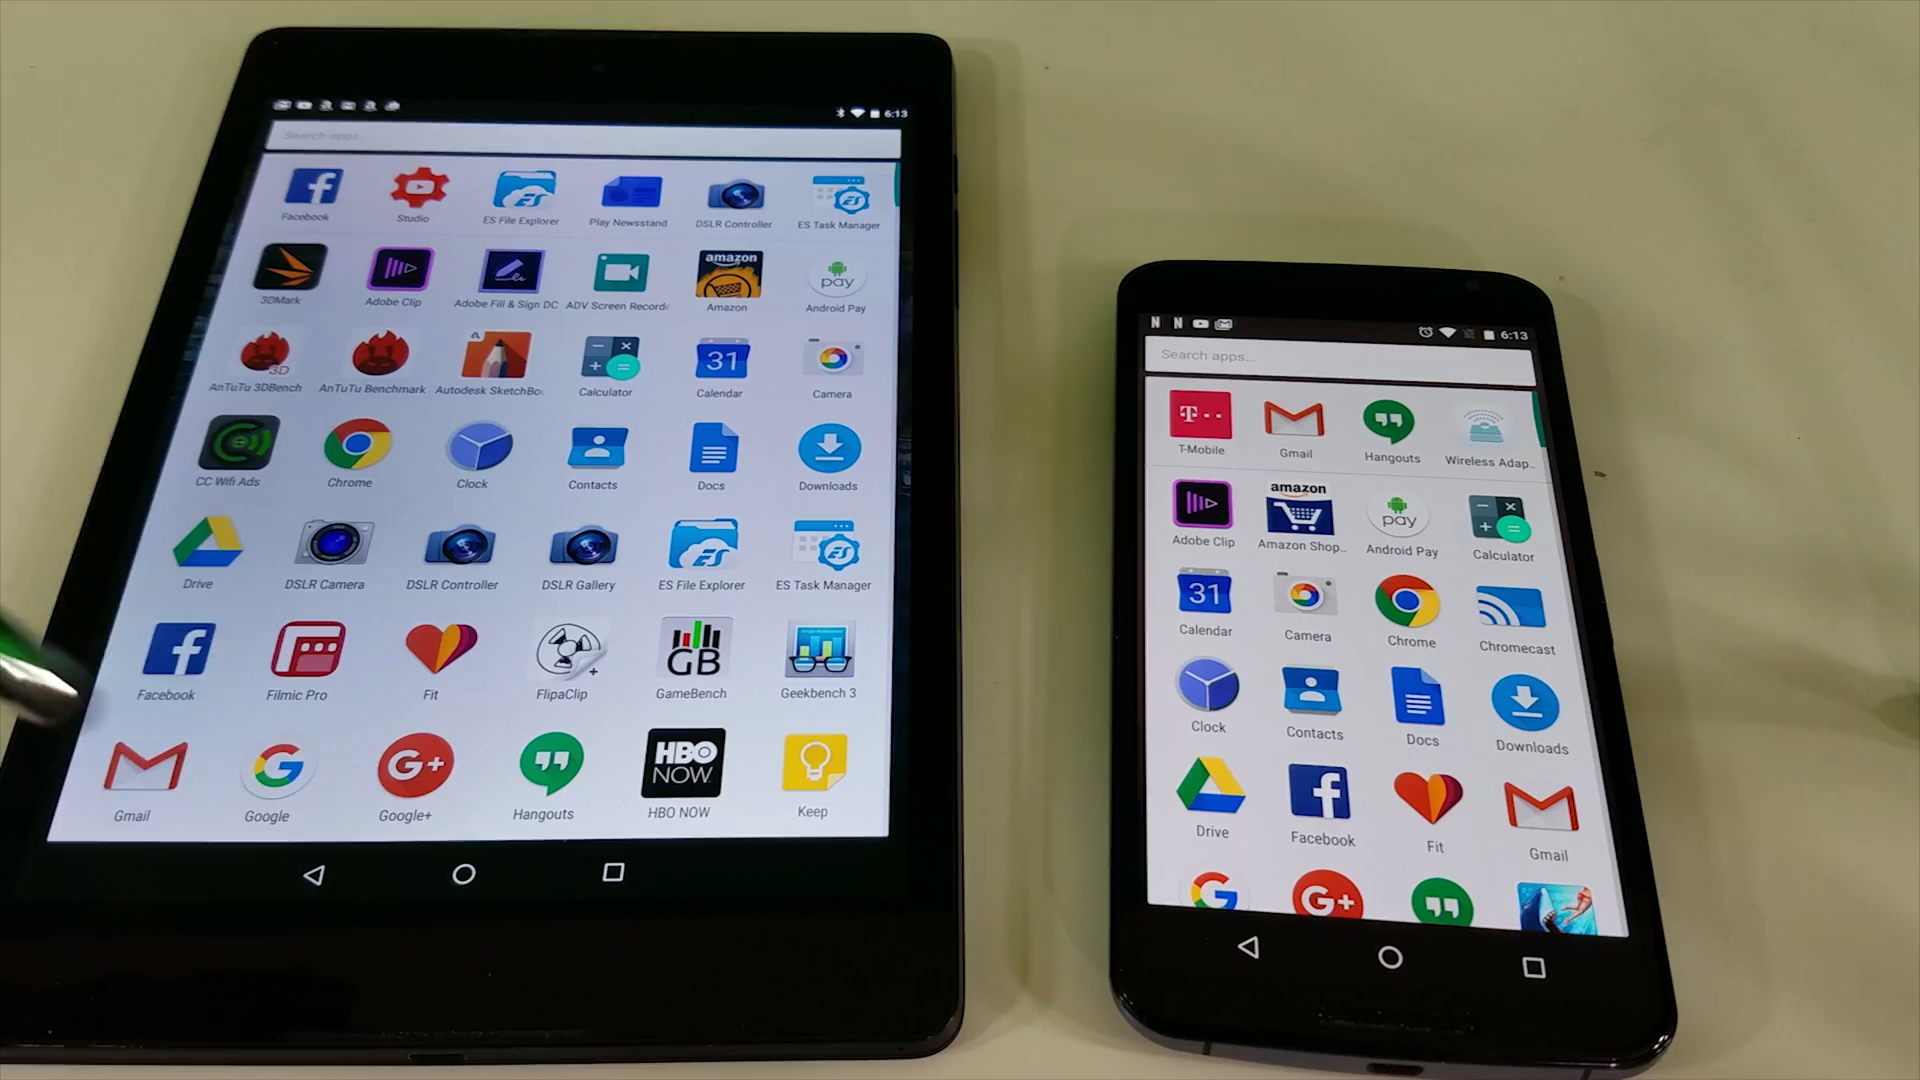 6:13
Search apps...
Facebook
Studio
ES File Explorer
Play Newsstand
DSLR Controller
ES Task Manager
ES
ES
amazon
pay
3DMark
Adobe Clip
Adobe Fill & Sign DC
ADV Screen Recorde
Amazon
Android Pay
A
3D
31
AnTuTu 3DBench
AnTuTu Benchmark
Autodesk SketchBo
Calculator
Calendar
Camera
CC Wifi Ads
Chrome
Clock
Contacts
Docs
Downloads
ES
ES
Drive
DSLR Camera
DSLR Controller
DSLR Gallery
ES File Explorer
ES Task Manager
GB
Facebook
Filmic Pro
Fit
FlipaClip
GameBench
Geekbench 3
G
G+
HBO
NOW
Gmail
Google
Google+
Hangouts
HBO NOW
Keep
N N
6:13
Search apps...
T
T-Mobile
Gmail
Hangouts
Wireless Adap..
amazon
pay
Adobe Clip
Amazon Shop..
Android Pay
Calculator
31
Calendar
Camera
Chrome
Chromecast
Clock
Contacts
Docs
Downloads
Drive
Facebook
Fit
Gmail
G
G+